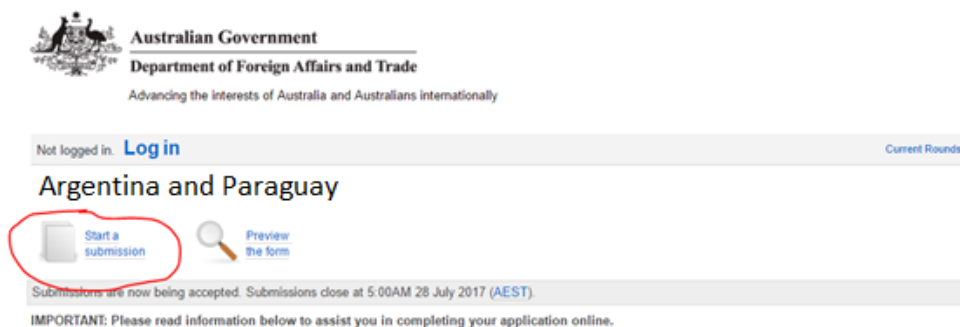 Australian Government
Department of Foreign Affairs and Trade
Advancing the interests of Australia and Australians internationally
Not logged in. Log in Current Rounds
Argentina and Paraguay
Start a submission
Preview the form
Submissions are now being accepted. Submissions close at 5:00AM 28 July 2017 (AEST).
IMPORTANT: Please read information below to assist you in completing your application online.